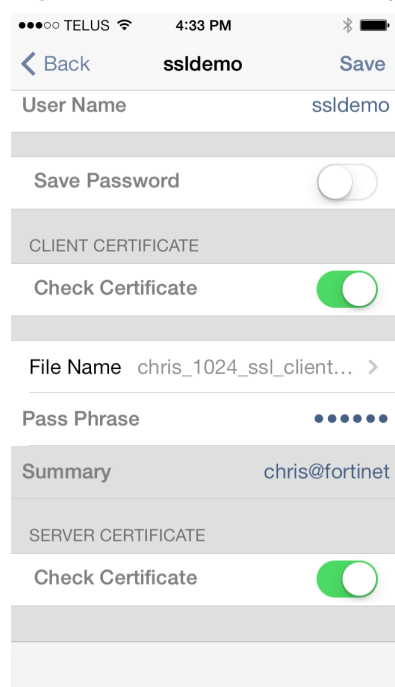 TELUS 4:33 PM
Back ssldemo Save
User Name ssldemo
Save Password
CLIENT CERTIFICATE
Check Certificate
File Name chris_1024_ssl_client...
Pass Phrase ••••••
Summary chris@fortinet
SERVER CERTIFICATE
Check Certificate